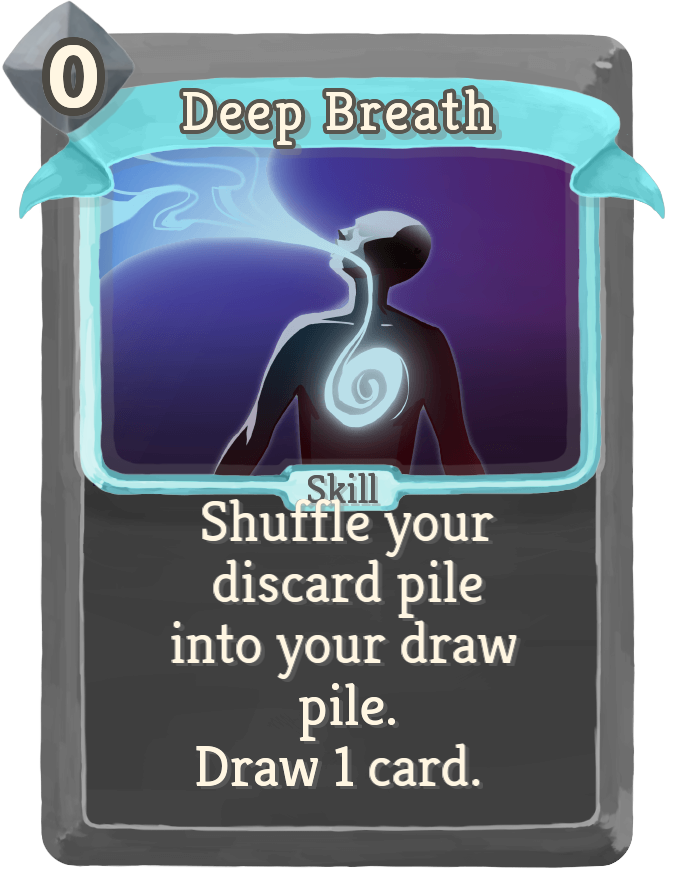 0
Deep Breath
Skill
Shuffle your
discard pile
into your draw
pile.
Draw 1 card.